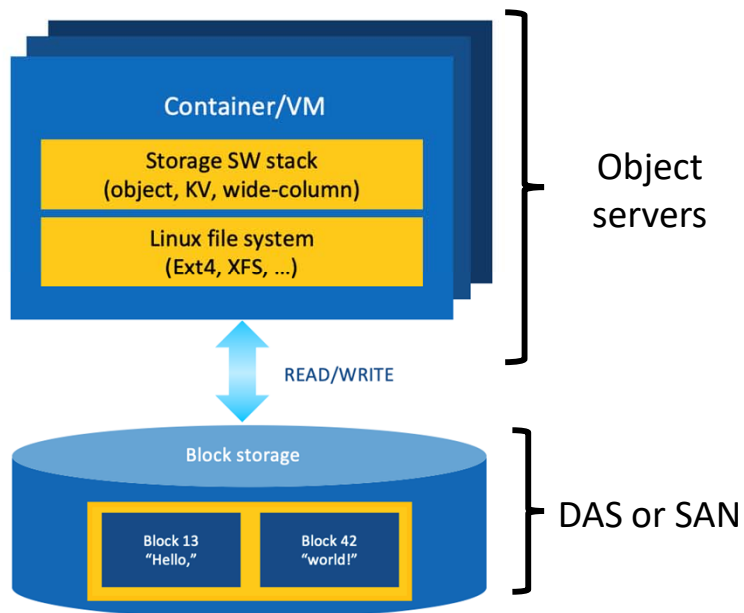 Container/VM
Storage SW stack
(object, KV, wide-column)
Linux file system
(Ext4, XFS, ...)
Object
servers
READ/WRITE
Block storage
Block 13
"Hello,"
Block 42
"world!"
DAS or SAN